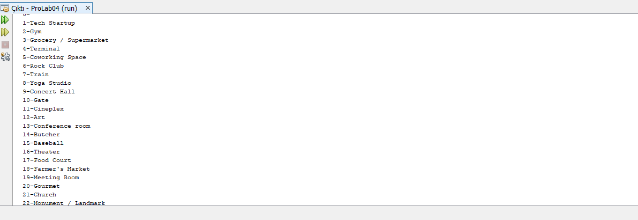 Çıktı - ProLab04 (run)
1-Tech Startup
2-Gym
3-Grocery / Supermarket
4-Terminal
5-Coworking Space
6-Rock Club
7-Train
8-Yoga Studio
9-Concert Hall
10-Gate
11-Cineplex
12-Art
13-Conference room
14-Butcher
15-Baseball
16-Theater
17-Food Court
18-Farmer's Market
19-Meeting Room
20-Gourmet
21-Church
22-Monument / Landmark